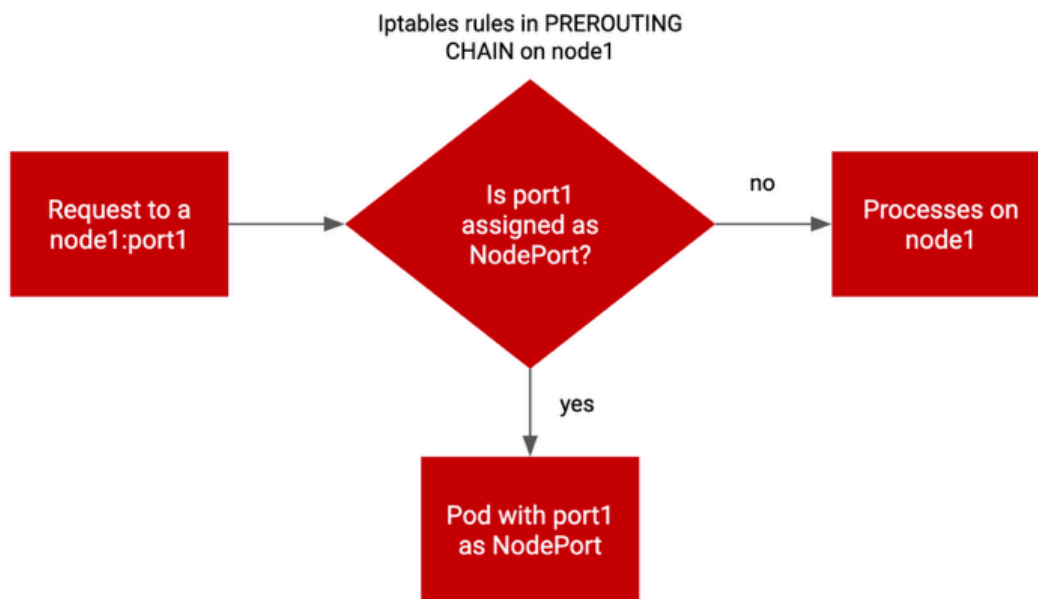 Iptables rules in PREROUTING
CHAIN on node1
Request to a
node1:port1
Is port1
assigned as
NodePort?
no
Processes on
node1
yes
Pod with port1
as NodePort